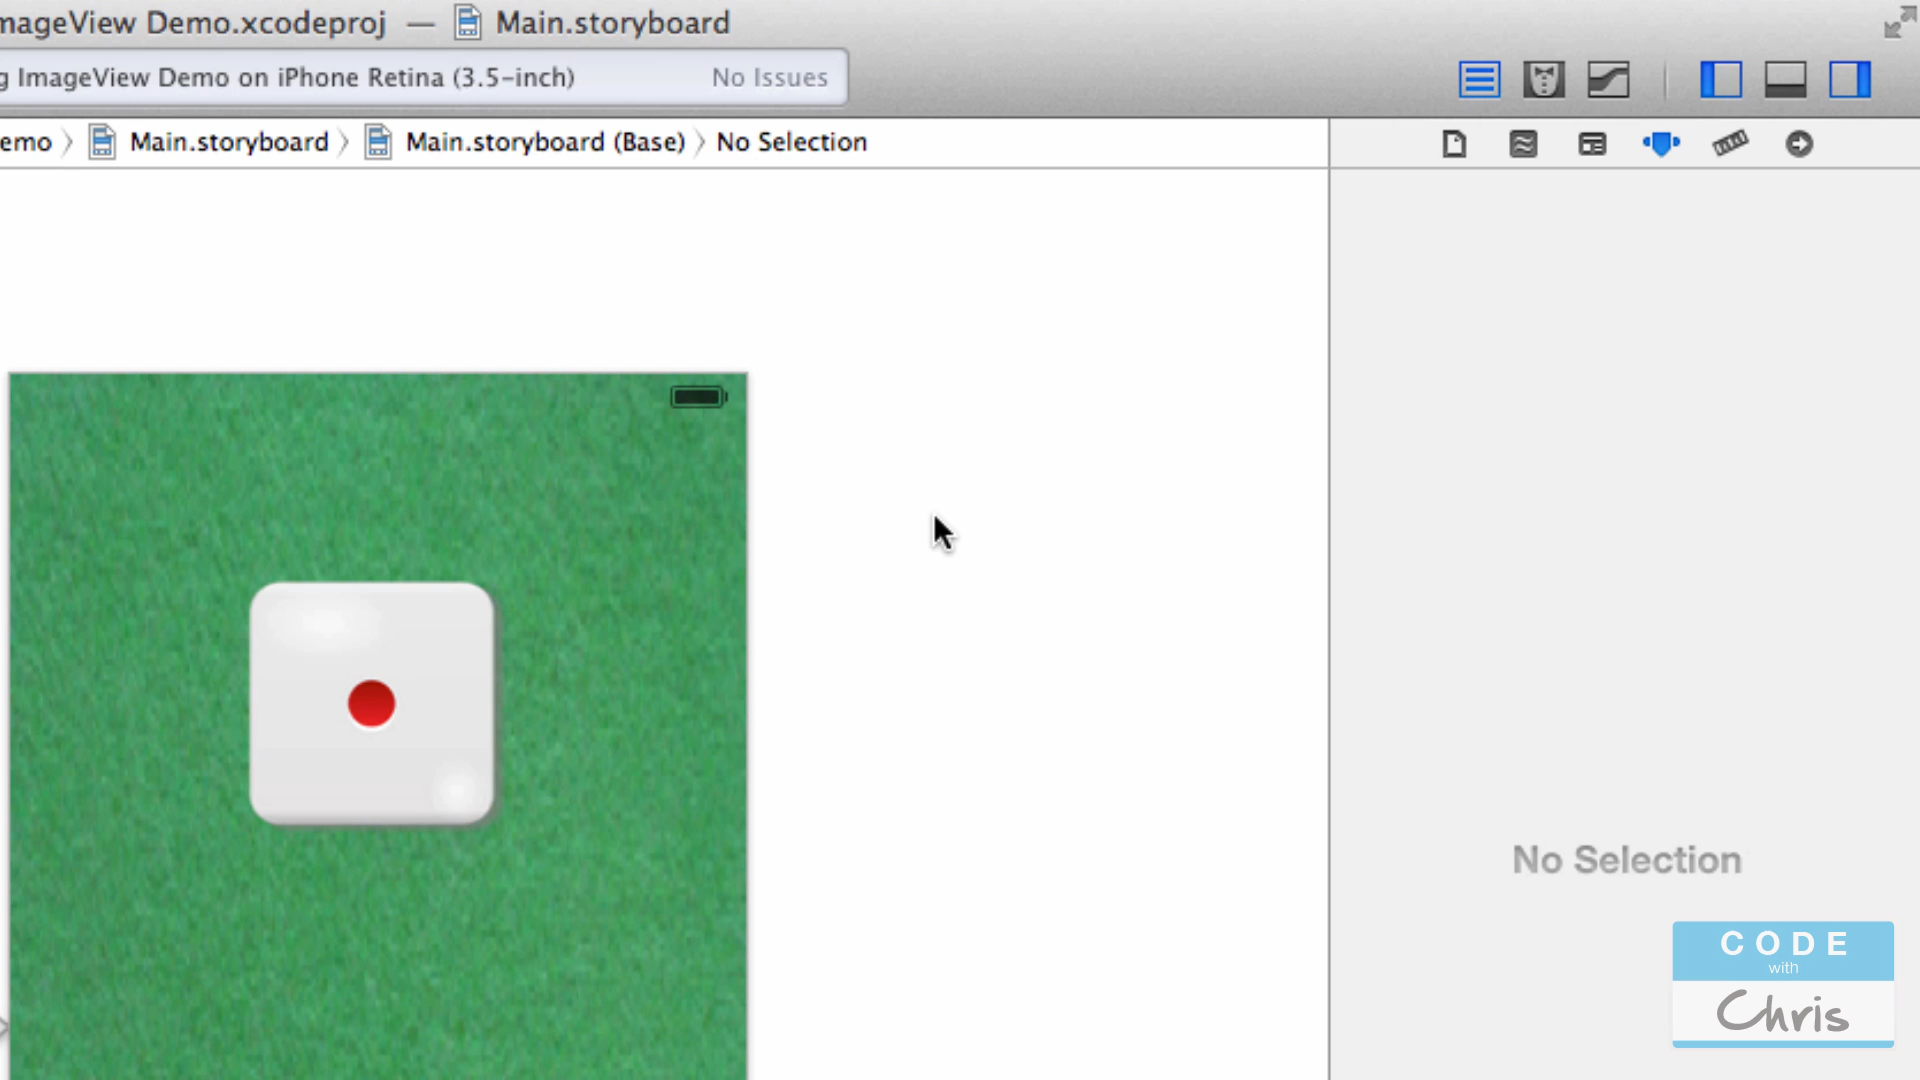 mageView Demo.xcodeproj — Main.storyboard
g ImageView Demo on iPhone Retina (3.5-inch) No Issues
emo Main.storyboard Main.storyboard (Base) No Selection
No Selection
CODE
with
Chris